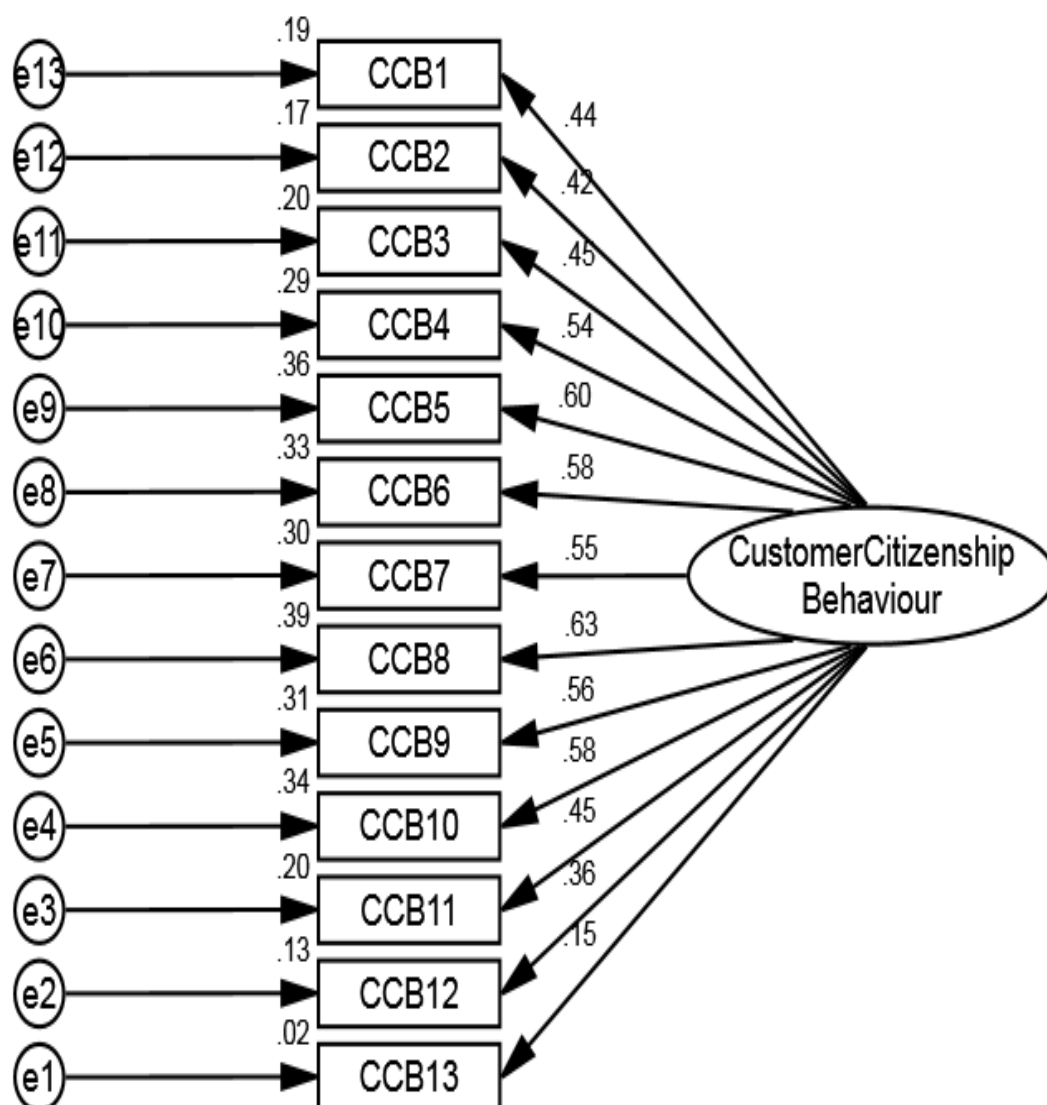 .19
e13 CCB1 .44
.17
e12 CCB2 .42
.20
e11 CCB3 .45
.29
e10 CCB4 .54
.36
e9 CCB5 .60
.33
e8 CCB6 .58
.30
e7 CCB7 .55
CustomerCitizenship
Behaviour
.39
e6 CCB8 .63
.31
e5 CCB9 .56
.34
e4 CCB10 .58
.20
e3 CCB11 .45
.13
e2 CCB12 .36
.02
e1 CCB13 .15